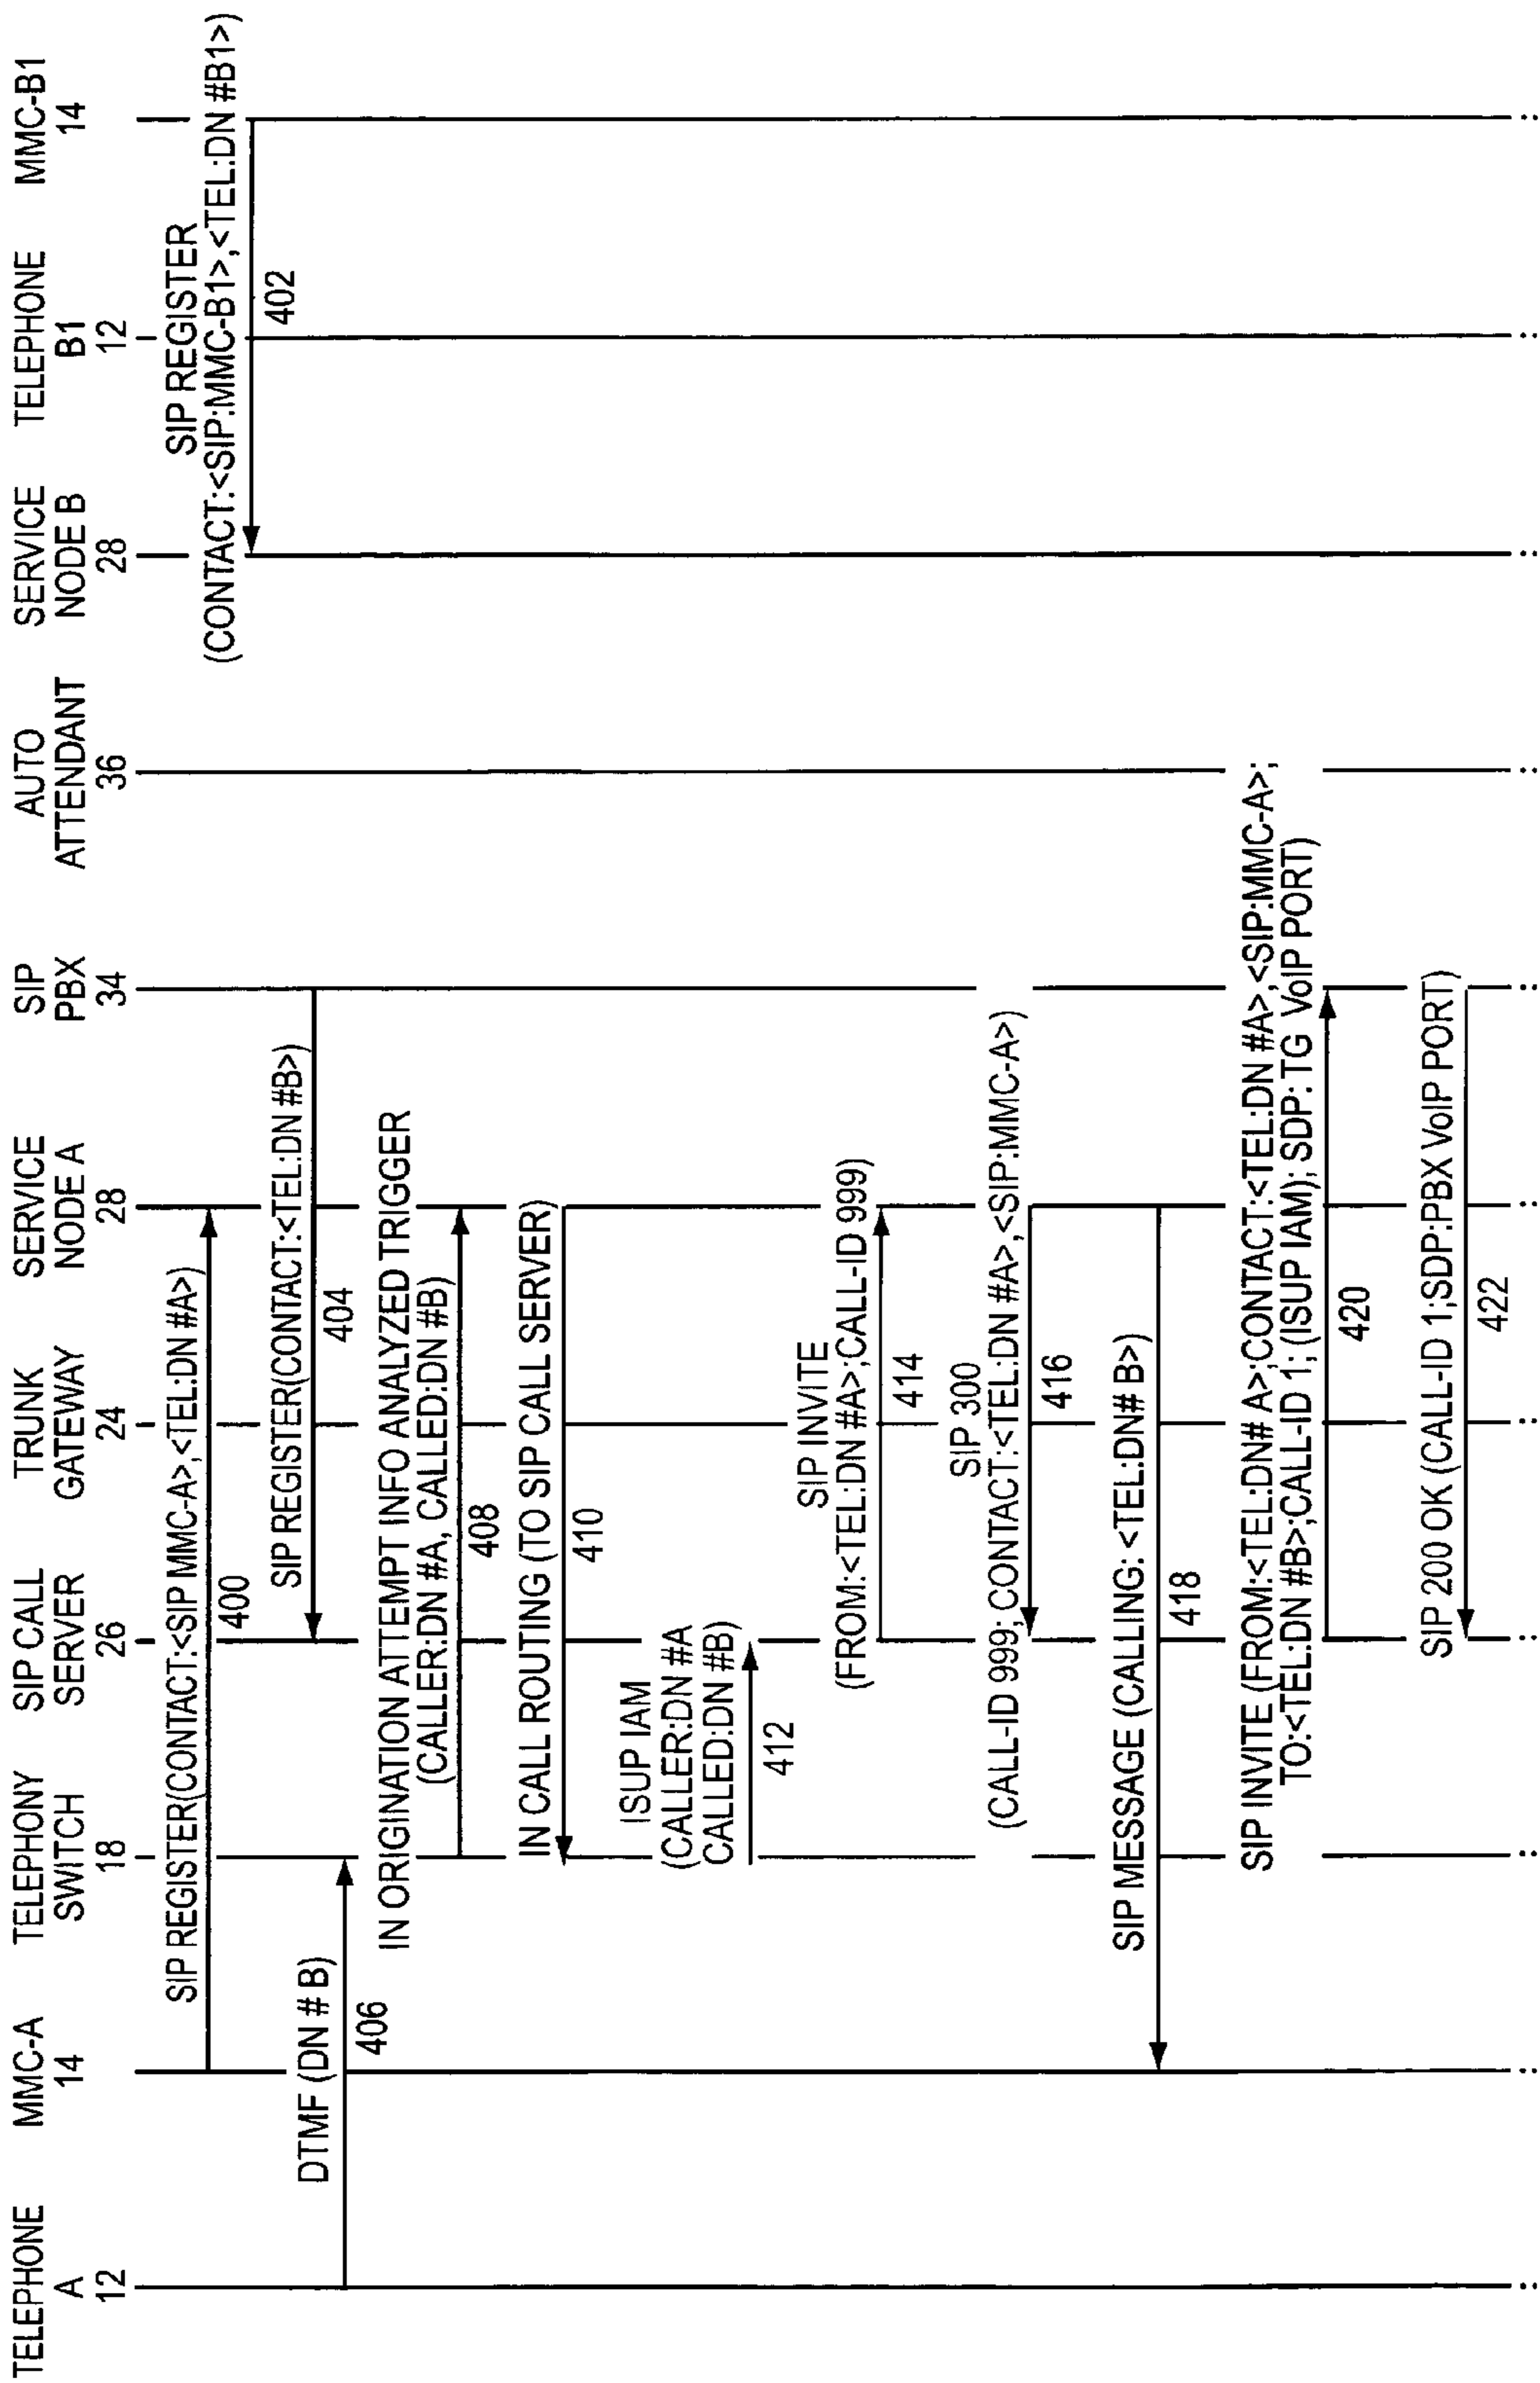 TELEPHONE
A
12
MMC-A
14
TELEPHONY
SWITCH
18
SIP CALL
SERVER
26
TRUNK
GATEWAY
24
SERVICE
NODE A
28
SIP
PBX
34
AUTO
ATTENDANT
36
SERVICE
NODE B
28
TELEPHONE
B1
12
MMC-B1
14
SIP REGISTER(CONTACT:<SIP MMC-A>,<TEL:DN #A>)
400
SIP REGISTER
(CONTACT:<SIP:MMC-B1>,<TEL:DN #B1>)
402
SIP REGISTER(CONTACT:<TEL:DN #B>)
404
DTMF (DN # B)
406
IN ORIGINATION ATTEMPT INFO ANALYZED TRIGGER
(CALLER:DN #A, CALLED:DN #B)
408
IN CALL ROUTING (TO SIP CALL SERVER)
410
ISUP IAM
(CALLER:DN #A
CALLED:DN #B)
412
SIP INVITE
(FROM:<TEL:DN #A>;CALL-ID 999)
414
SIP 300
(CALL-ID 999; CONTACT:<TEL:DN #A>,<SIP:MMC-A>)
416
SIP MESSAGE (CALLING: <TEL:DN# B>)
418
SIP INVITE (FROM:<TEL:DN# A>;CONTACT:<TEL:DN #A>,<SIP:MMC-A>;
TO:<TEL:DN #B>;CALL-ID 1; (ISUP IAM); SDP: TG VoIP PORT)
420
SIP 200 OK (CALL-ID 1;SDP:PBX VoIP PORT)
422